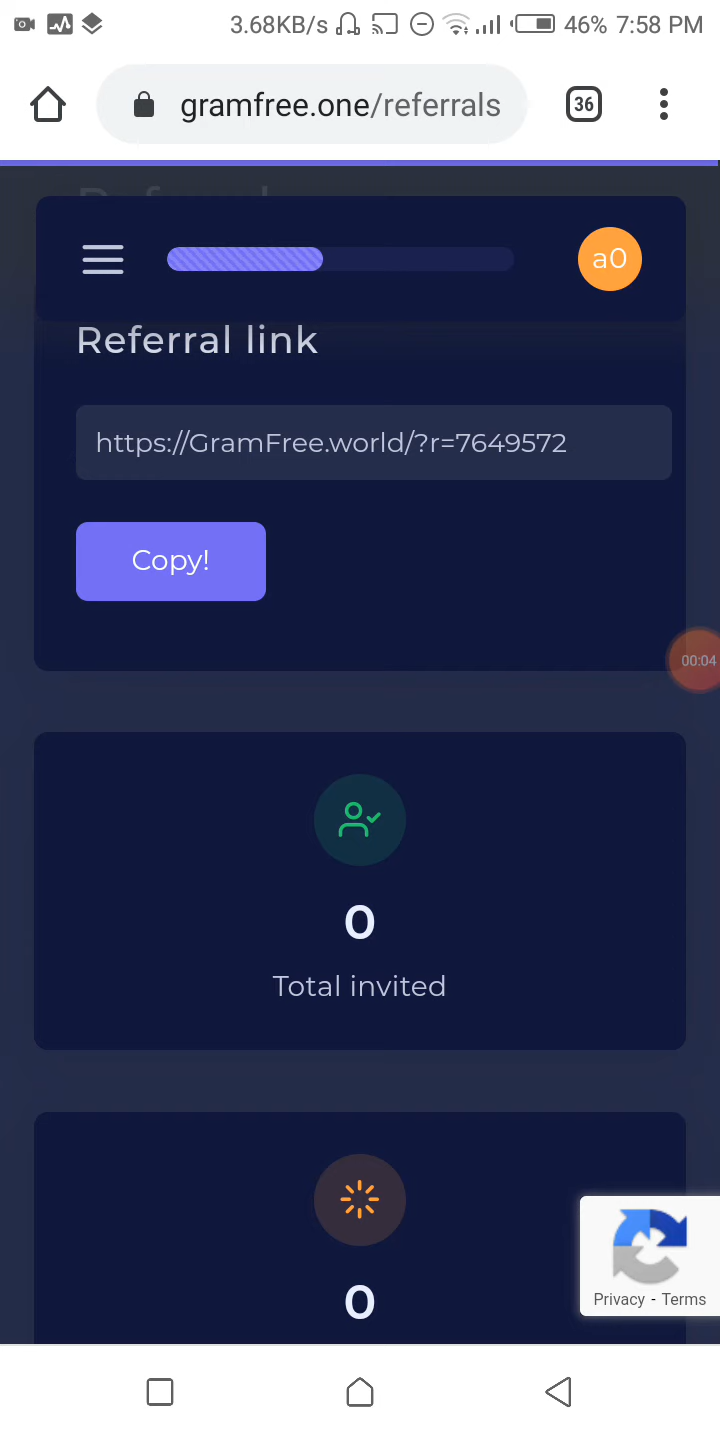 3.68KB/s 46% 7:58 PM
gramfree.one/referrals 36
a0
Referral link
https://GramFree.world/?r=7649572
Copy!
00:04
0
Total invited
0
Privacy - Terms